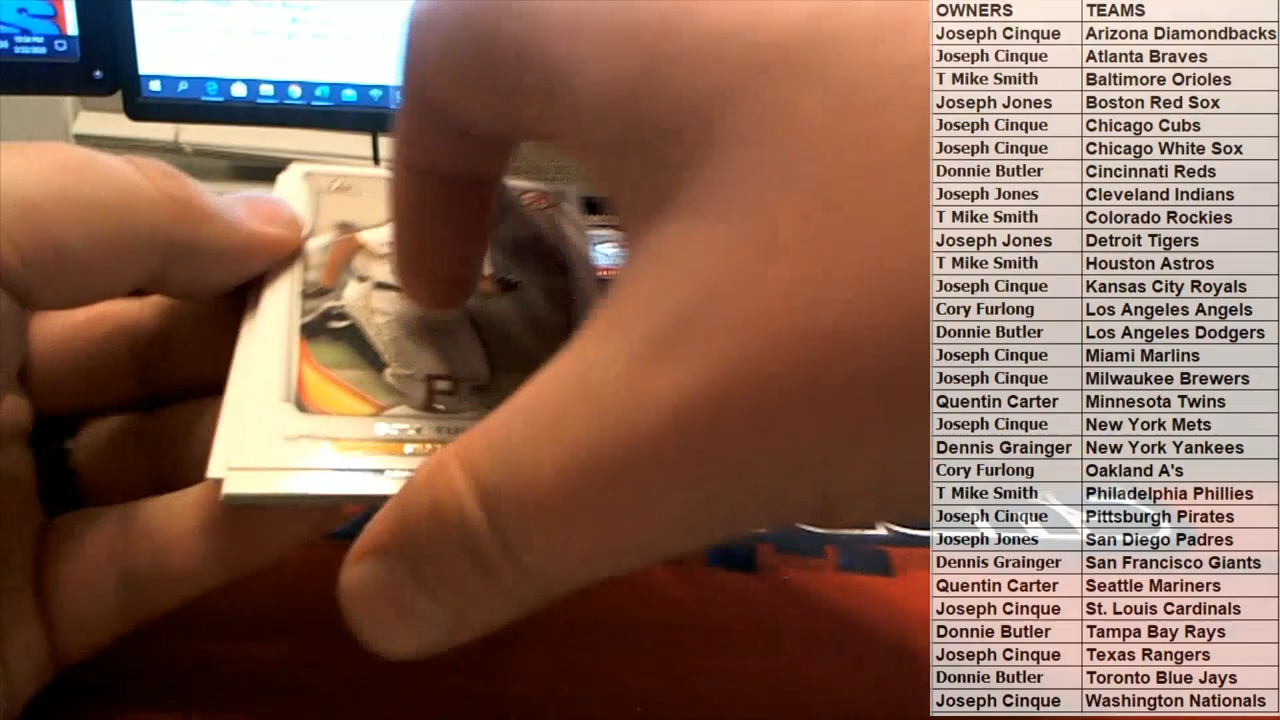 OWNERS TEAMS
Joseph Cinque Arizona Diamondbacks
Joseph Cinque Atlanta Braves
T Mike Smith Baltimore Orioles
Joseph Jones Boston Red Sox
Joseph Cinque Chicago Cubs
Joseph Cinque Chicago White Sox
Donnie Butler Cincinnati Reds
Joseph Jones Cleveland Indians
T Mike Smith Colorado Rockies
Joseph Jones Detroit Tigers
T Mike Smith Houston Astros
Joseph Cinque Kansas City Royals
Cory Furlong Los Angeles Angels
Donnie Butler Los Angeles Dodgers
Joseph Cinque Miami Marlins
Joseph Cinque Milwaukee Brewers
Quentin Carter Minnesota Twins
Joseph Cinque New York Mets
Dennis Grainger New York Yankees
Cory Furlong Oakland A's
T Mike Smith Philadelphia Phillies
Joseph Cinque Pittsburgh Pirates
Joseph Jones San Diego Padres
Dennis Grainger San Francisco Giants
Quentin Carter Seattle Mariners
Joseph Cinque St. Louis Cardinals
Donnie Butler Tampa Bay Rays
Joseph Cinque Texas Rangers
Donnie Butler Toronto Blue Jays
Joseph Cinque Washington Nationals